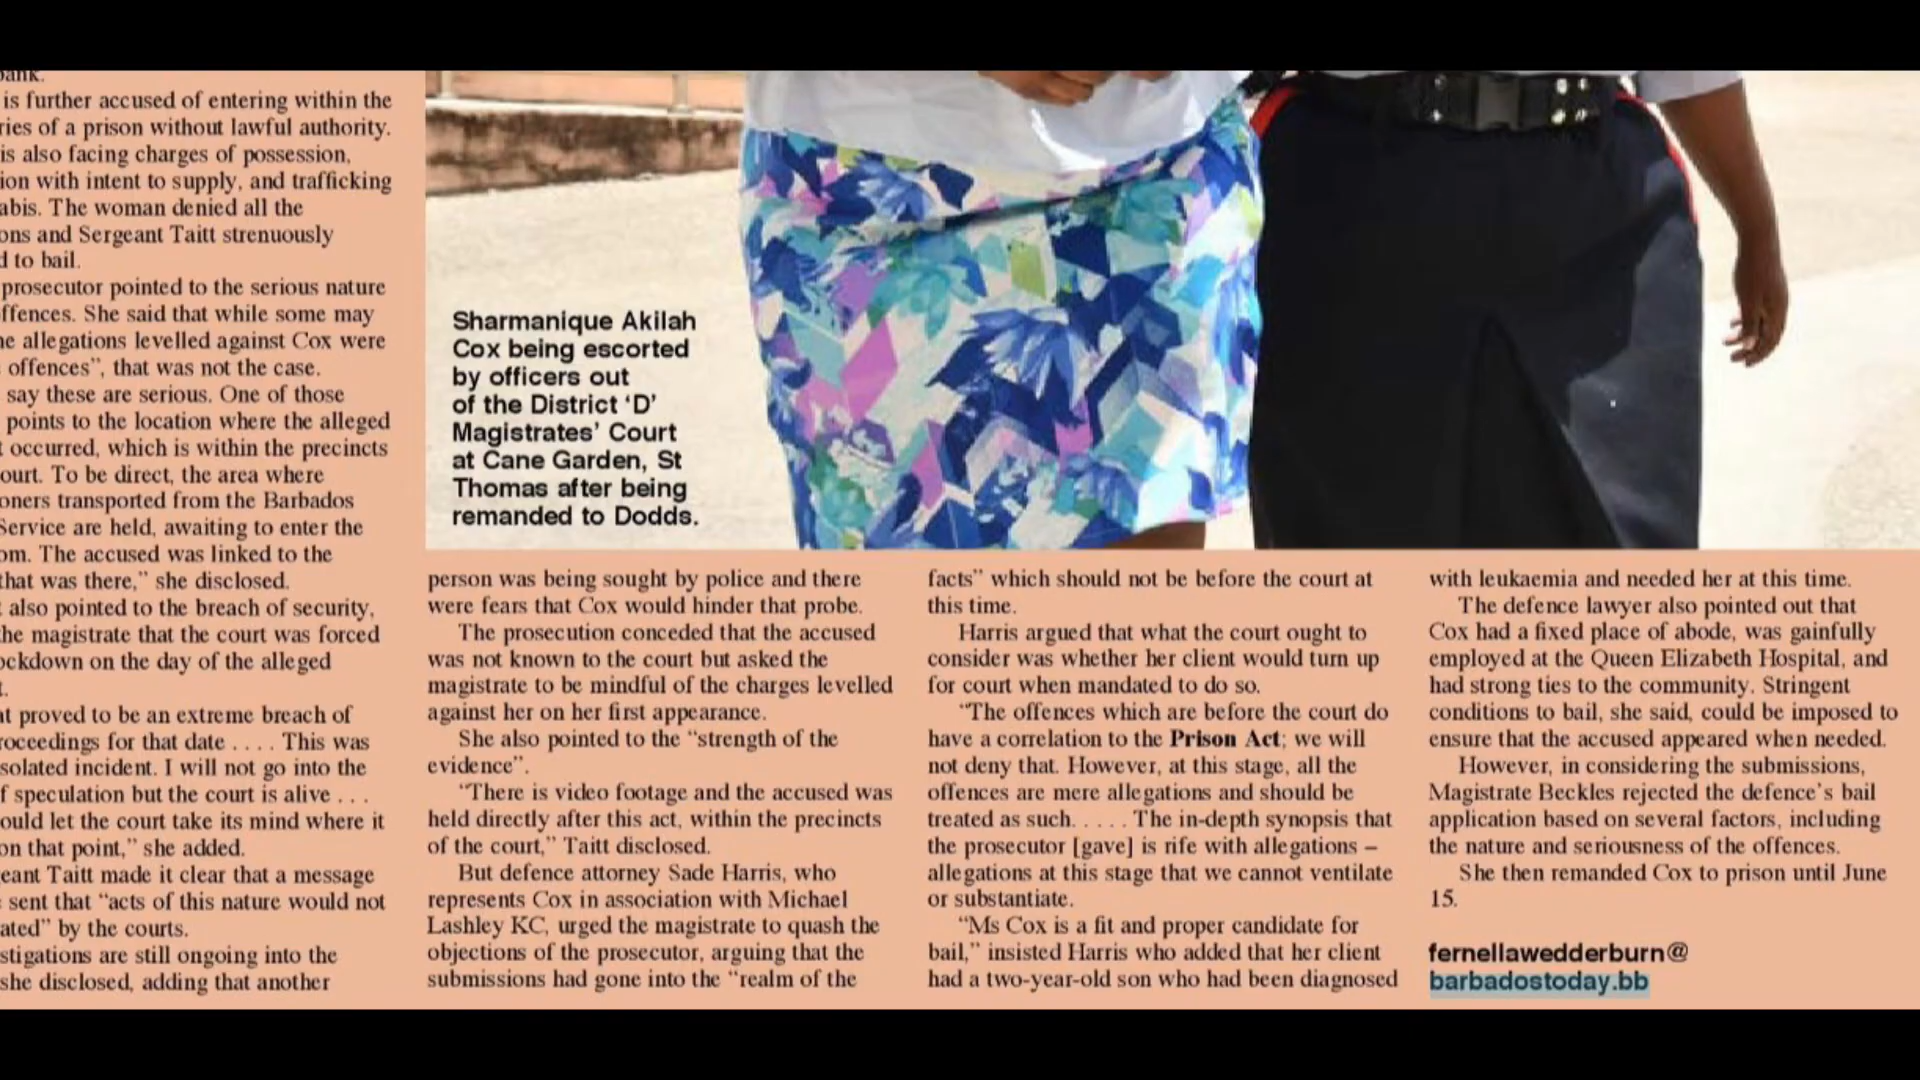 bank.
is further accused of entering within the
ries of a prison without lawful authority.
is also facing charges of possession,
ion with intent to supply, and trafficking
abis. The woman denied all the
ons and Sergeant Taitt strenuously
d to bail.
prosecutor pointed to the serious nature
ffences. She said that while some may
he allegations levelled against Cox were
offences”, that was not the case.
say these are serious. One of those
points to the location where the alleged
t occurred, which is within the precincts
ourt. To be direct, the area where
oners transported from the Barbados
Service are held, awaiting to enter the
om. The accused was linked to the
that was there,” she disclosed.
also pointed to the breach of security,
the magistrate that the court was forced
ockdown on the day of the alleged
t.
at proved to be an extreme breach of
roceedings for that date . . . . This was
solated incident. I will not go into the
f speculation but the court is alive . . .
ould let the court take its mind where it
on that point,” she added.
eant Taitt made it clear that a message
sent that “acts of this nature would not
ated” by the courts.
stigations are still ongoing into the
she disclosed, adding that another
Sharmanique Akilah
Cox being escorted
by officers out
of the District ‘D’
Magistrates’ Court
at Cane Garden, St
Thomas after being
remanded to Dodds.
person was being sought by police and there
were fears that Cox would hinder that probe.
The prosecution conceded that the accused
was not known to the court but asked the
magistrate to be mindful of the charges levelled
against her on her first appearance.
She also pointed to the “strength of the
evidence”.
“There is video footage and the accused was
held directly after this act, within the precincts
of the court,” Taitt disclosed.
But defence attorney Sade Harris, who
represents Cox in association with Michael
Lashley KC, urged the magistrate to quash the
objections of the prosecutor, arguing that the
submissions had gone into the “realm of the
facts” which should not be before the court at
this time.
Harris argued that what the court ought to
consider was whether her client would turn up
for court when mandated to do so.
“The offences which are before the court do
have a correlation to the Prison Act; we will
not deny that. However, at this stage, all the
offences are mere allegations and should be
treated as such. . . . . The in-depth synopsis that
the prosecutor [gave] is rife with allegations –
allegations at this stage that we cannot ventilate
or substantiate.
“Ms Cox is a fit and proper candidate for
bail,” insisted Harris who added that her client
had a two-year-old son who had been diagnosed
with leukaemia and needed her at this time.
The defence lawyer also pointed out that
Cox had a fixed place of abode, was gainfully
employed at the Queen Elizabeth Hospital, and
had strong ties to the community. Stringent
conditions to bail, she said, could be imposed to
ensure that the accused appeared when needed.
However, in considering the submissions,
Magistrate Beckles rejected the defence’s bail
application based on several factors, including
the nature and seriousness of the offences.
She then remanded Cox to prison until June
15.
fernellawedderburn@
barbadostoday.bb